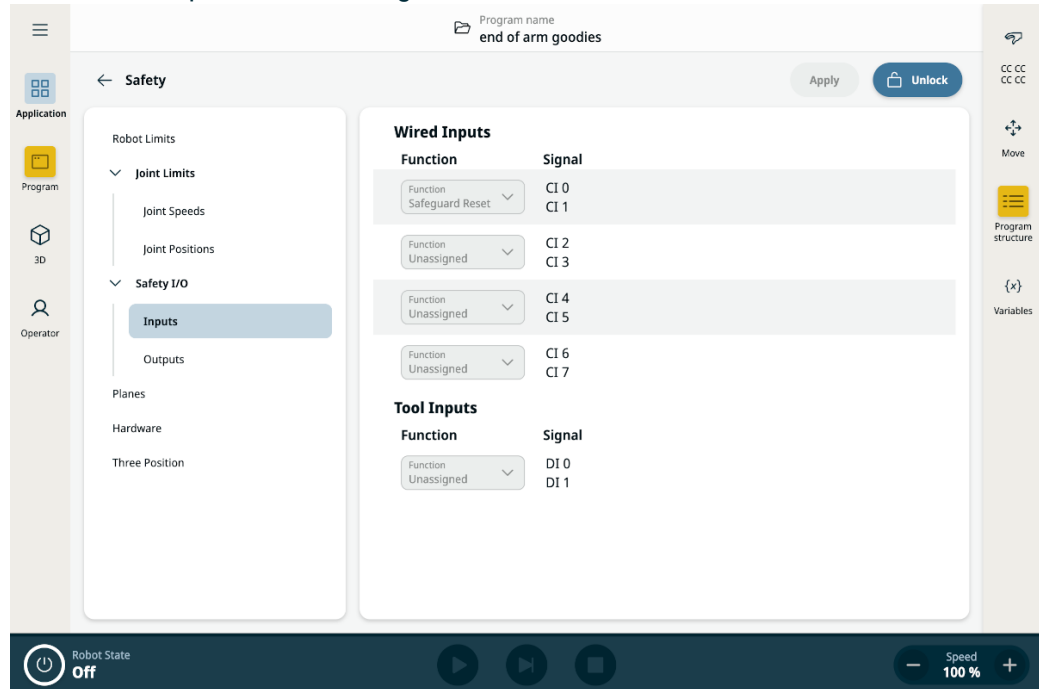 Program name
end of arm goodies
Safety
Apply
Unlock
CC CC
CC CC
Application
Program
3D
Operator
Robot Limits
Joint Limits
Joint Speeds
Joint Positions
Safety I/O
Inputs
Outputs
Planes
Hardware
Three Position
Wired Inputs
Function Signal
Function
Safeguard Reset
CI 0
CI 1
Function
Unassigned
CI 2
CI 3
Function
Unassigned
CI 4
CI 5
Function
Unassigned
CI 6
CI 7
Tool Inputs
Function Signal
Function
Unassigned
DI 0
DI 1
Move
Program
structure
{x}
Variables
Robot State
Off
Speed
100 %